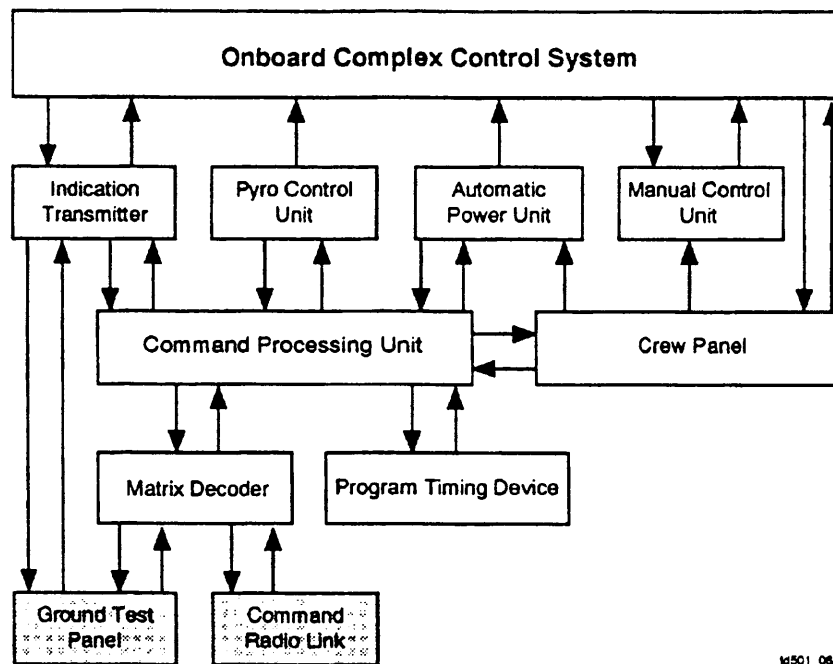 Onboard Complex Control System
Indication
Transmitter
Pyro Control
Unit
Automatic
Power Unit
Manual Control
Unit
Command Processing Unit
Crew Panel
Matrix Decoder
Program Timing Device
Ground Test
Panel
Command
Radio Link